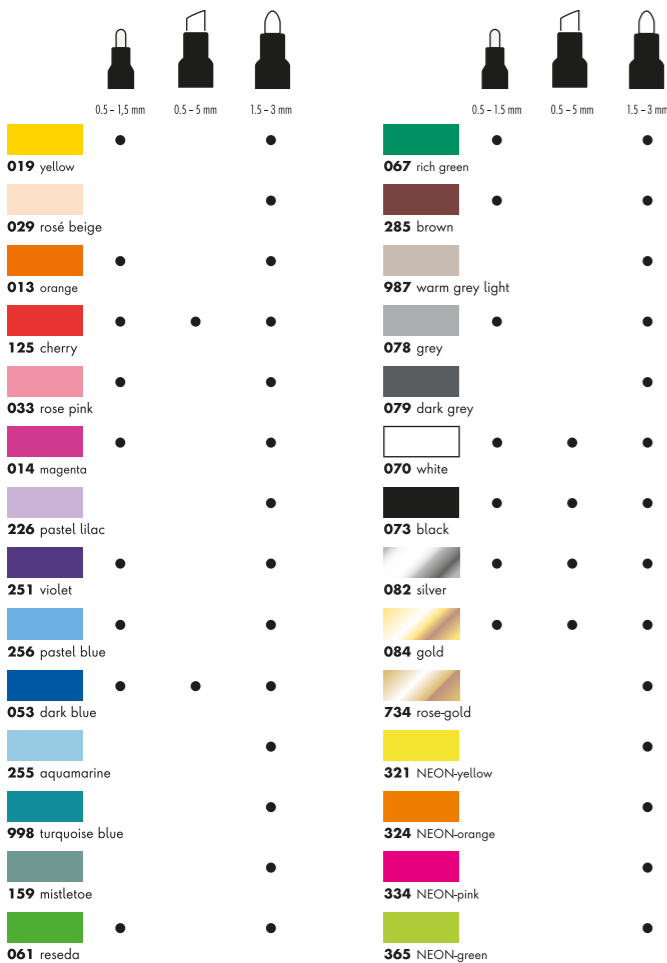 0.5 – 1,5 mm 0.5 – 5 mm 1.5 – 3 mm
019 yellow
029 rosé beige
013 orange
125 cherry
033 rose pink
014 magenta
226 pastel lilac
251 violet
256 pastel blue
053 dark blue
255 aquamarine
998 turquoise blue
159 mistletoe
061 reseda
0.5 – 1.5 mm 0.5 – 5 mm 1.5 – 3 mm
067 rich green
285 brown
987 warm grey light
078 grey
079 dark grey
070 white
073 black
082 silver
084 gold
734 rose-gold
321 NEON-yellow
324 NEON-orange
334 NEON-pink
365 NEON-green